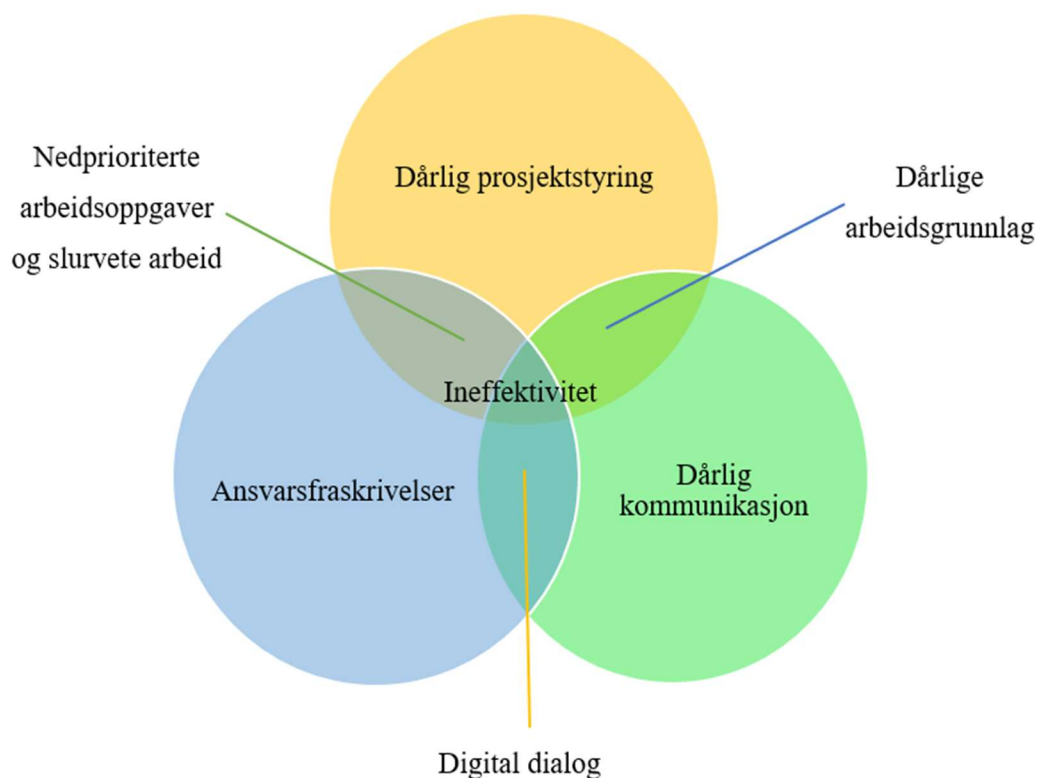 Nedprioriterte
arbeidsoppgaver
og slurvete arbeid
Dårlig prosjektstyring
Dårlige
arbeidsgrunnlag
Ineffektivitet
Ansvarsfraskrivelser
Dårlig
kommunikasjon
Digital dialog